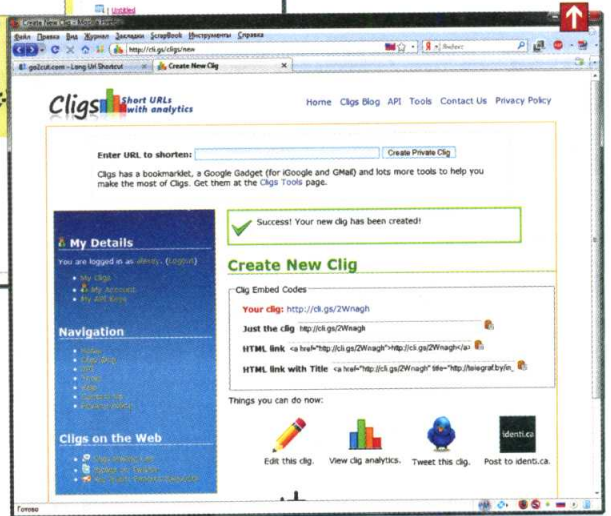 Untitled
Create New Clig - Mozilla Firefox
Файл Правка Вид Журнал Закладки ScrapBook Инструменты Справка
http://cli.gs/cligs/new
Яндекс
go2cut.com - Long Url Shortcut
Create New Clig
Cligs Short URLs with analytics
Home Cligs Blog API Tools Contact Us Privacy Policy
Enter URL to shorten: Create Private Clig
Cligs has a bookmarklet, a Google Gadget (for iGoogle and GMail) and lots more tools to help you
make the most of Cligs. Get them at the Cligs Tools page.
Success! Your new clig has been created!
My Details
You are logged in as (Logout)
My Cligs
My Account
My API Keys
Navigation
Cligs on the Web
Create New Clig
Clig Embed Codes
Your clig: http://cli.gs/2Wnagh
Just the clig http://cli.gs/2Wnagh
HTML link <a href="http://cli.gs/2Wnagh">http://cli.gs/2Wnagh</a>
HTML link with Title <a href="http://cli.gs/2Wnagh" title="http://telegraf.by/in_
Things you can do now:
Edit this clig. View clig analytics. Tweet this clig. Post to identi.ca.
identi.ca
Готово